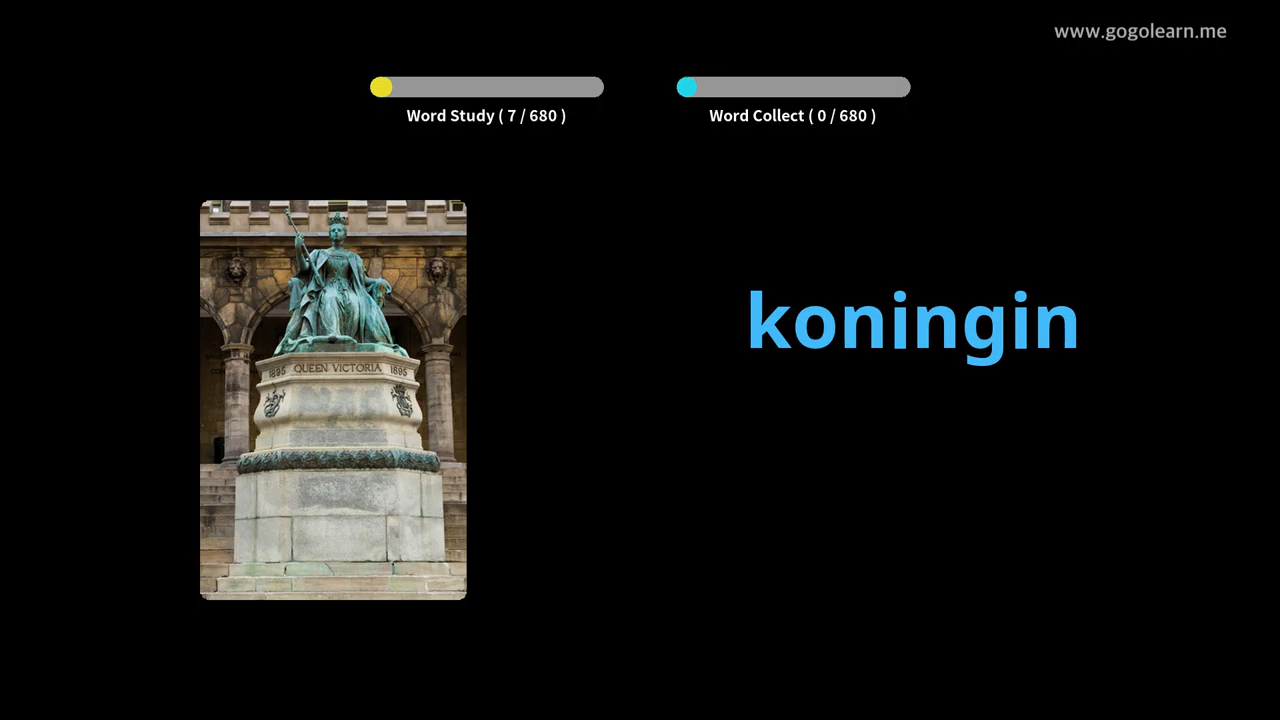 www.gogolearn.me
Word Study ( 7 / 680 )
Word Collect ( 0 / 680 )
koningin
1895 QUEEN VICTORIA 1895